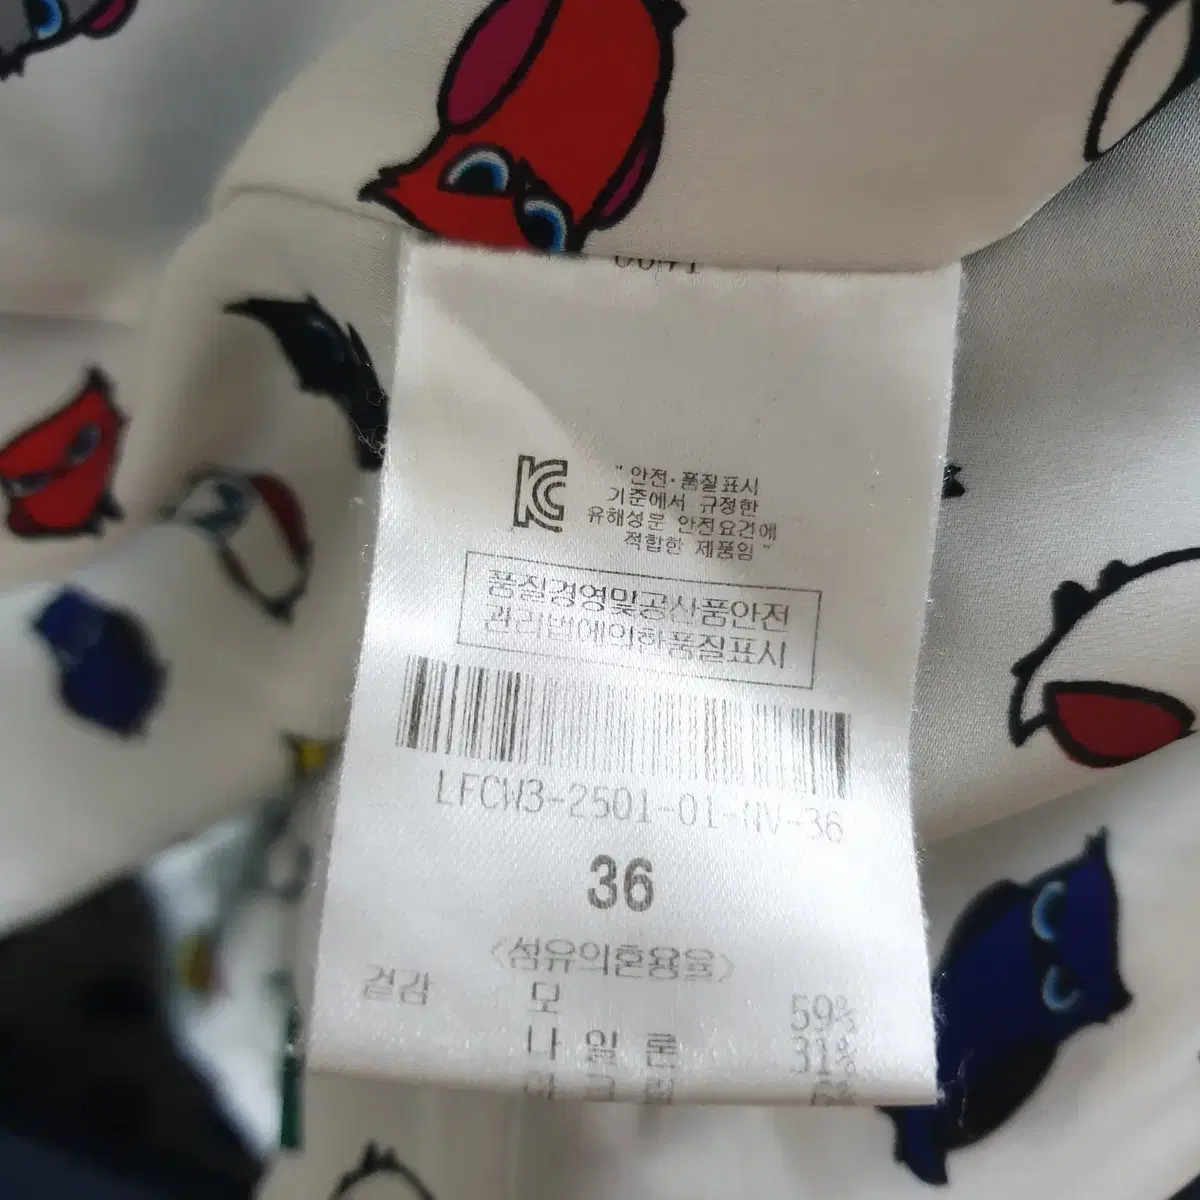 KC
" 안전·품질표시
기준에서 규정한
유해성분 안전요건에
적합한 제품임 "
품질경영및공산품안전
관리법에의한품질표시
LFCW3-2501-01-NV-36
36
<섬유의혼용율>
겉감 모 59%
나 일 론 31%